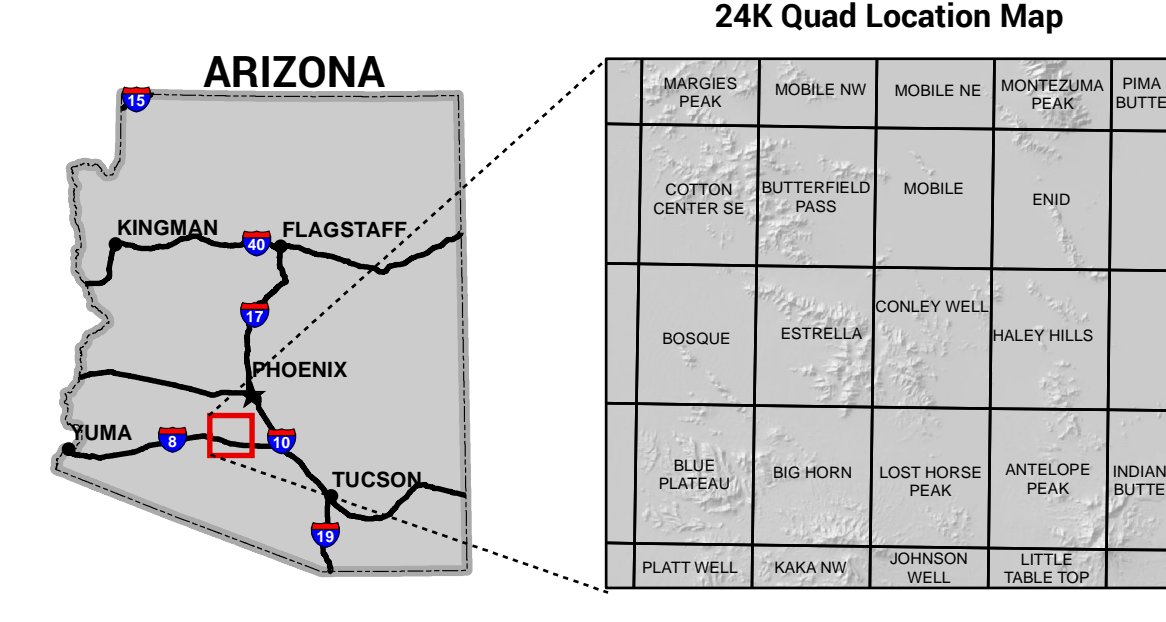 24K Quad Location Map
ARIZONA
15
KINGMAN
40
FLAGSTAFF
17
PHOENIX
YUMA
8
10
TUCSON
19
MARGIES
PEAK
MOBILE NW
MOBILE NE
MONTEZUMA
PEAK
PIMA
BUTTE
COTTON
CENTER SE
BUTTERFIELD
PASS
MOBILE
ENID
BOSQUE
ESTRELLA
CONLEY WELL
HALEY HILLS
BLUE
PLATEAU
BIG HORN
LOST HORSE
PEAK
ANTELOPE
PEAK
INDIAN
BUTTE
PLATT WELL
KAKA NW
JOHNSON
WELL
LITTLE
TABLE TOP